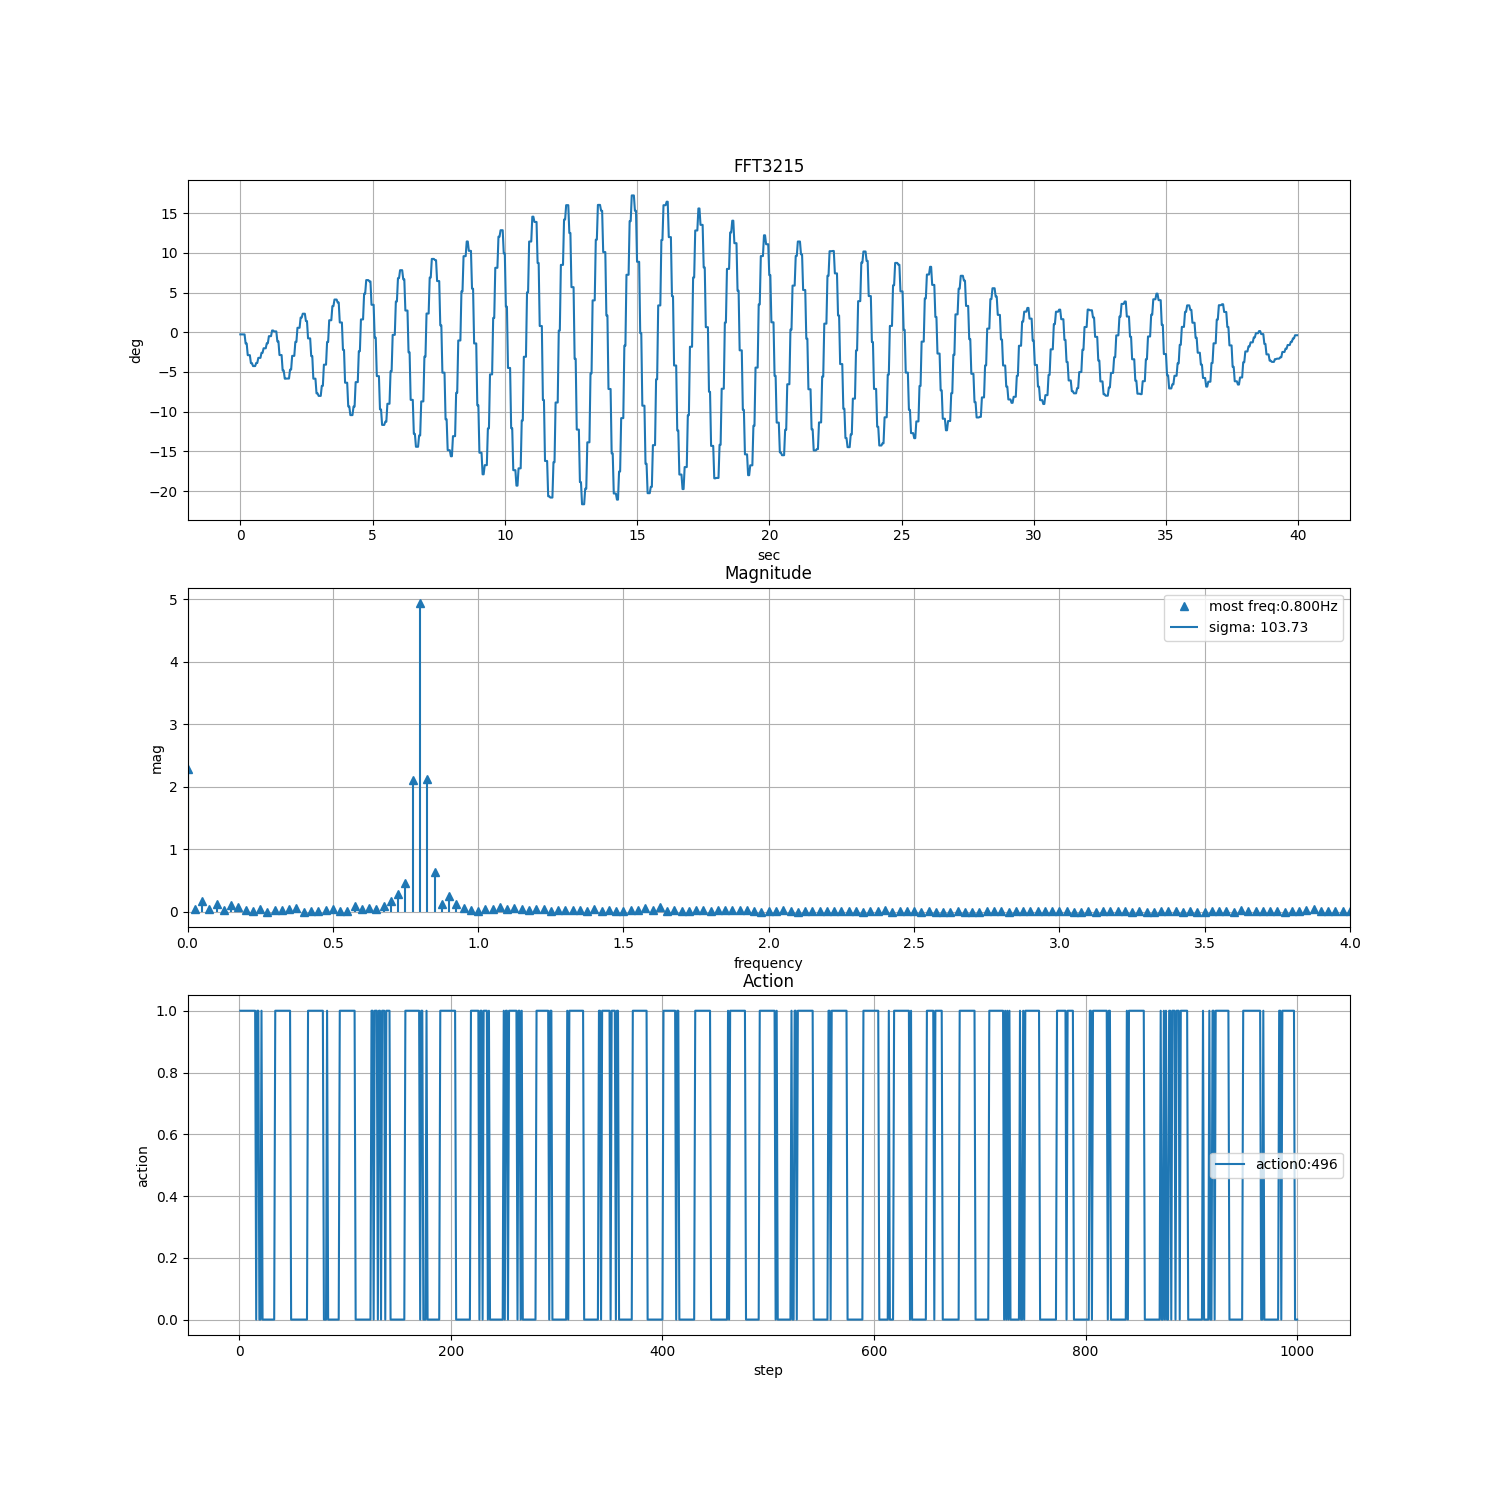 FFT3215
15
10
5
0
−5
−10
−15
−20
deg
0 5 10 15 20 25 30 35 40
sec
Magnitude
5
4
3
2
1
0
mag
most freq:0.800Hz
sigma: 103.73
0.0 0.5 1.0 1.5 2.0 2.5 3.0 3.5 4.0
frequency
Action
1.0
0.8
0.6
0.4
0.2
0.0
action
action0:496
0 200 400 600 800 1000
step